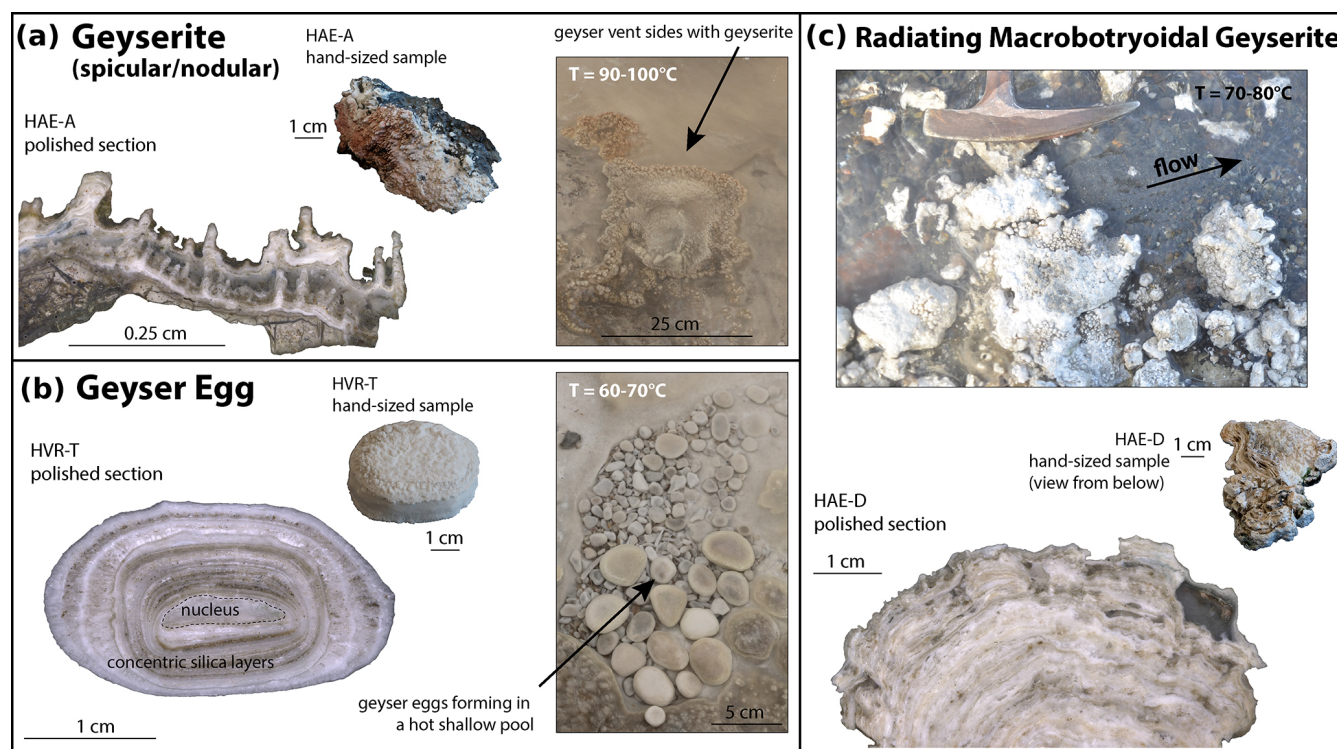 (a) Geyserite
(spicular/nodular)
HAE-A
hand-sized sample
1 cm
HAE-A
polished section
0.25 cm
geyser vent sides with geyserite
T = 90-100°C
25 cm
(b) Geyser Egg
HVR-T
hand-sized sample
1 cm
HVR-T
polished section
nucleus
concentric silica layers
1 cm
T = 60-70°C
geyser eggs forming in
a hot shallow pool
5 cm
(c) Radiating Macrobotryoidal Geyserite
T = 70-80°C
flow
HAE-D
hand-sized sample
(view from below)
1 cm
HAE-D
polished section
1 cm